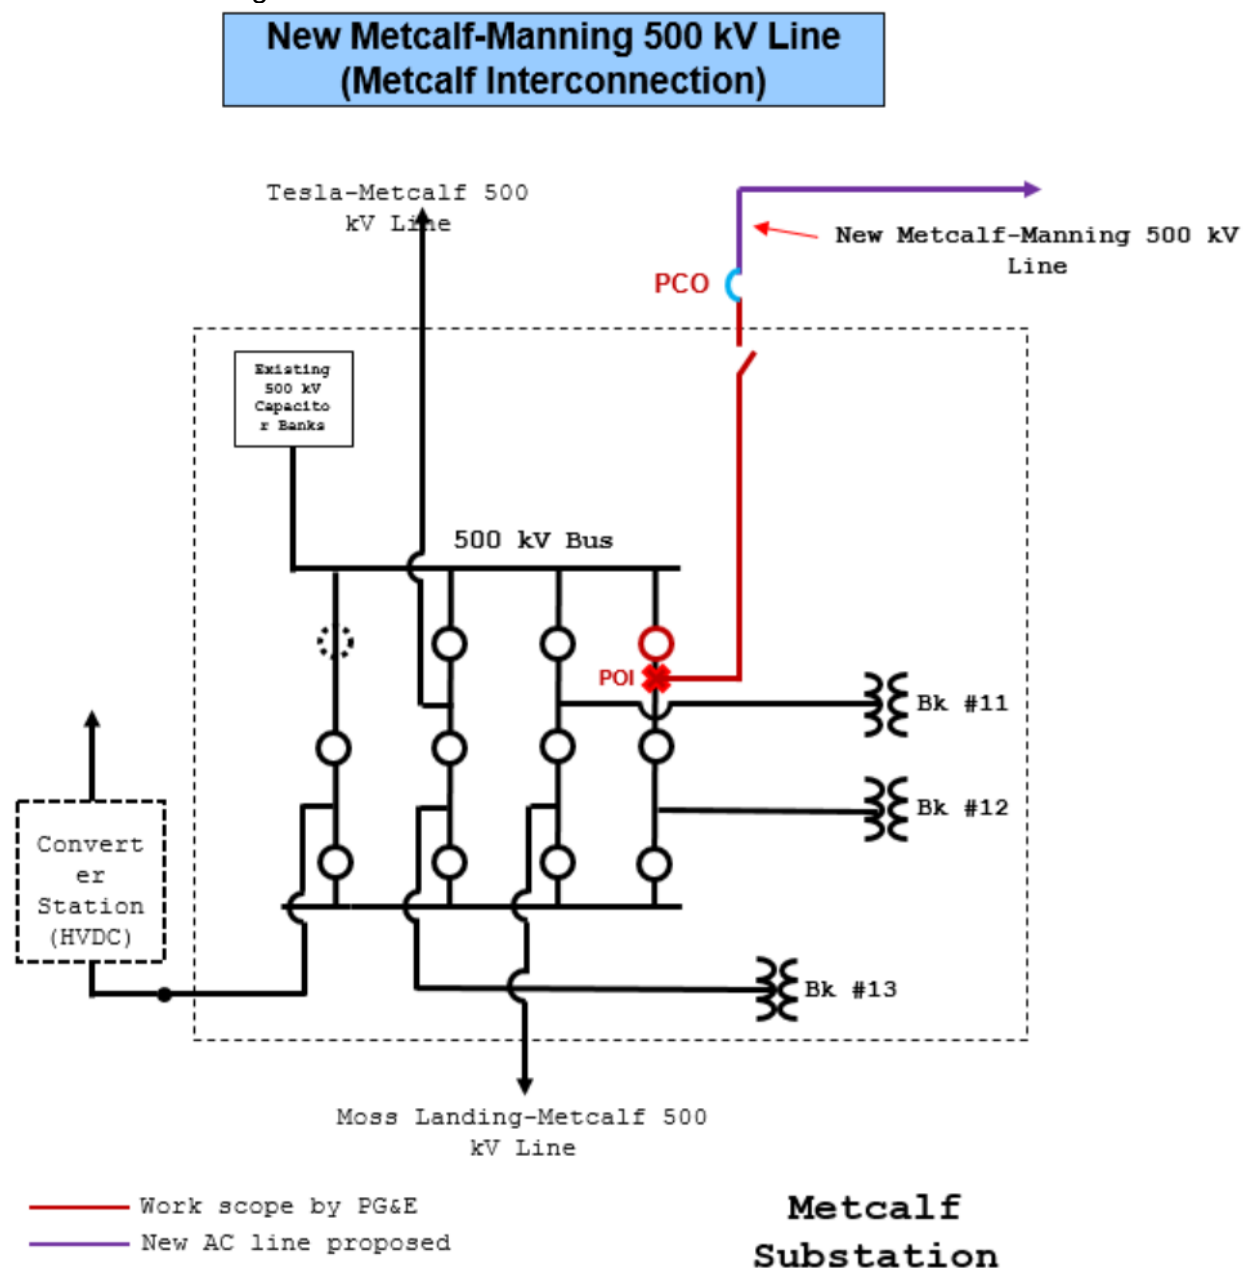 New Metcalf-Manning 500 kV Line
(Metcalf Interconnection)
Tesla-Metcalf 500
kV Line
New Metcalf-Manning 500 kV
Line
PCO
Existing
500 kV
Capacito
r Banks
500 kV Bus
POI
Bk #11
Bk #12
Convert
er
Station
(HVDC)
Bk #13
Moss Landing-Metcalf 500
kV Line
Work scope by PG&E
New AC line proposed
Metcalf
Substation